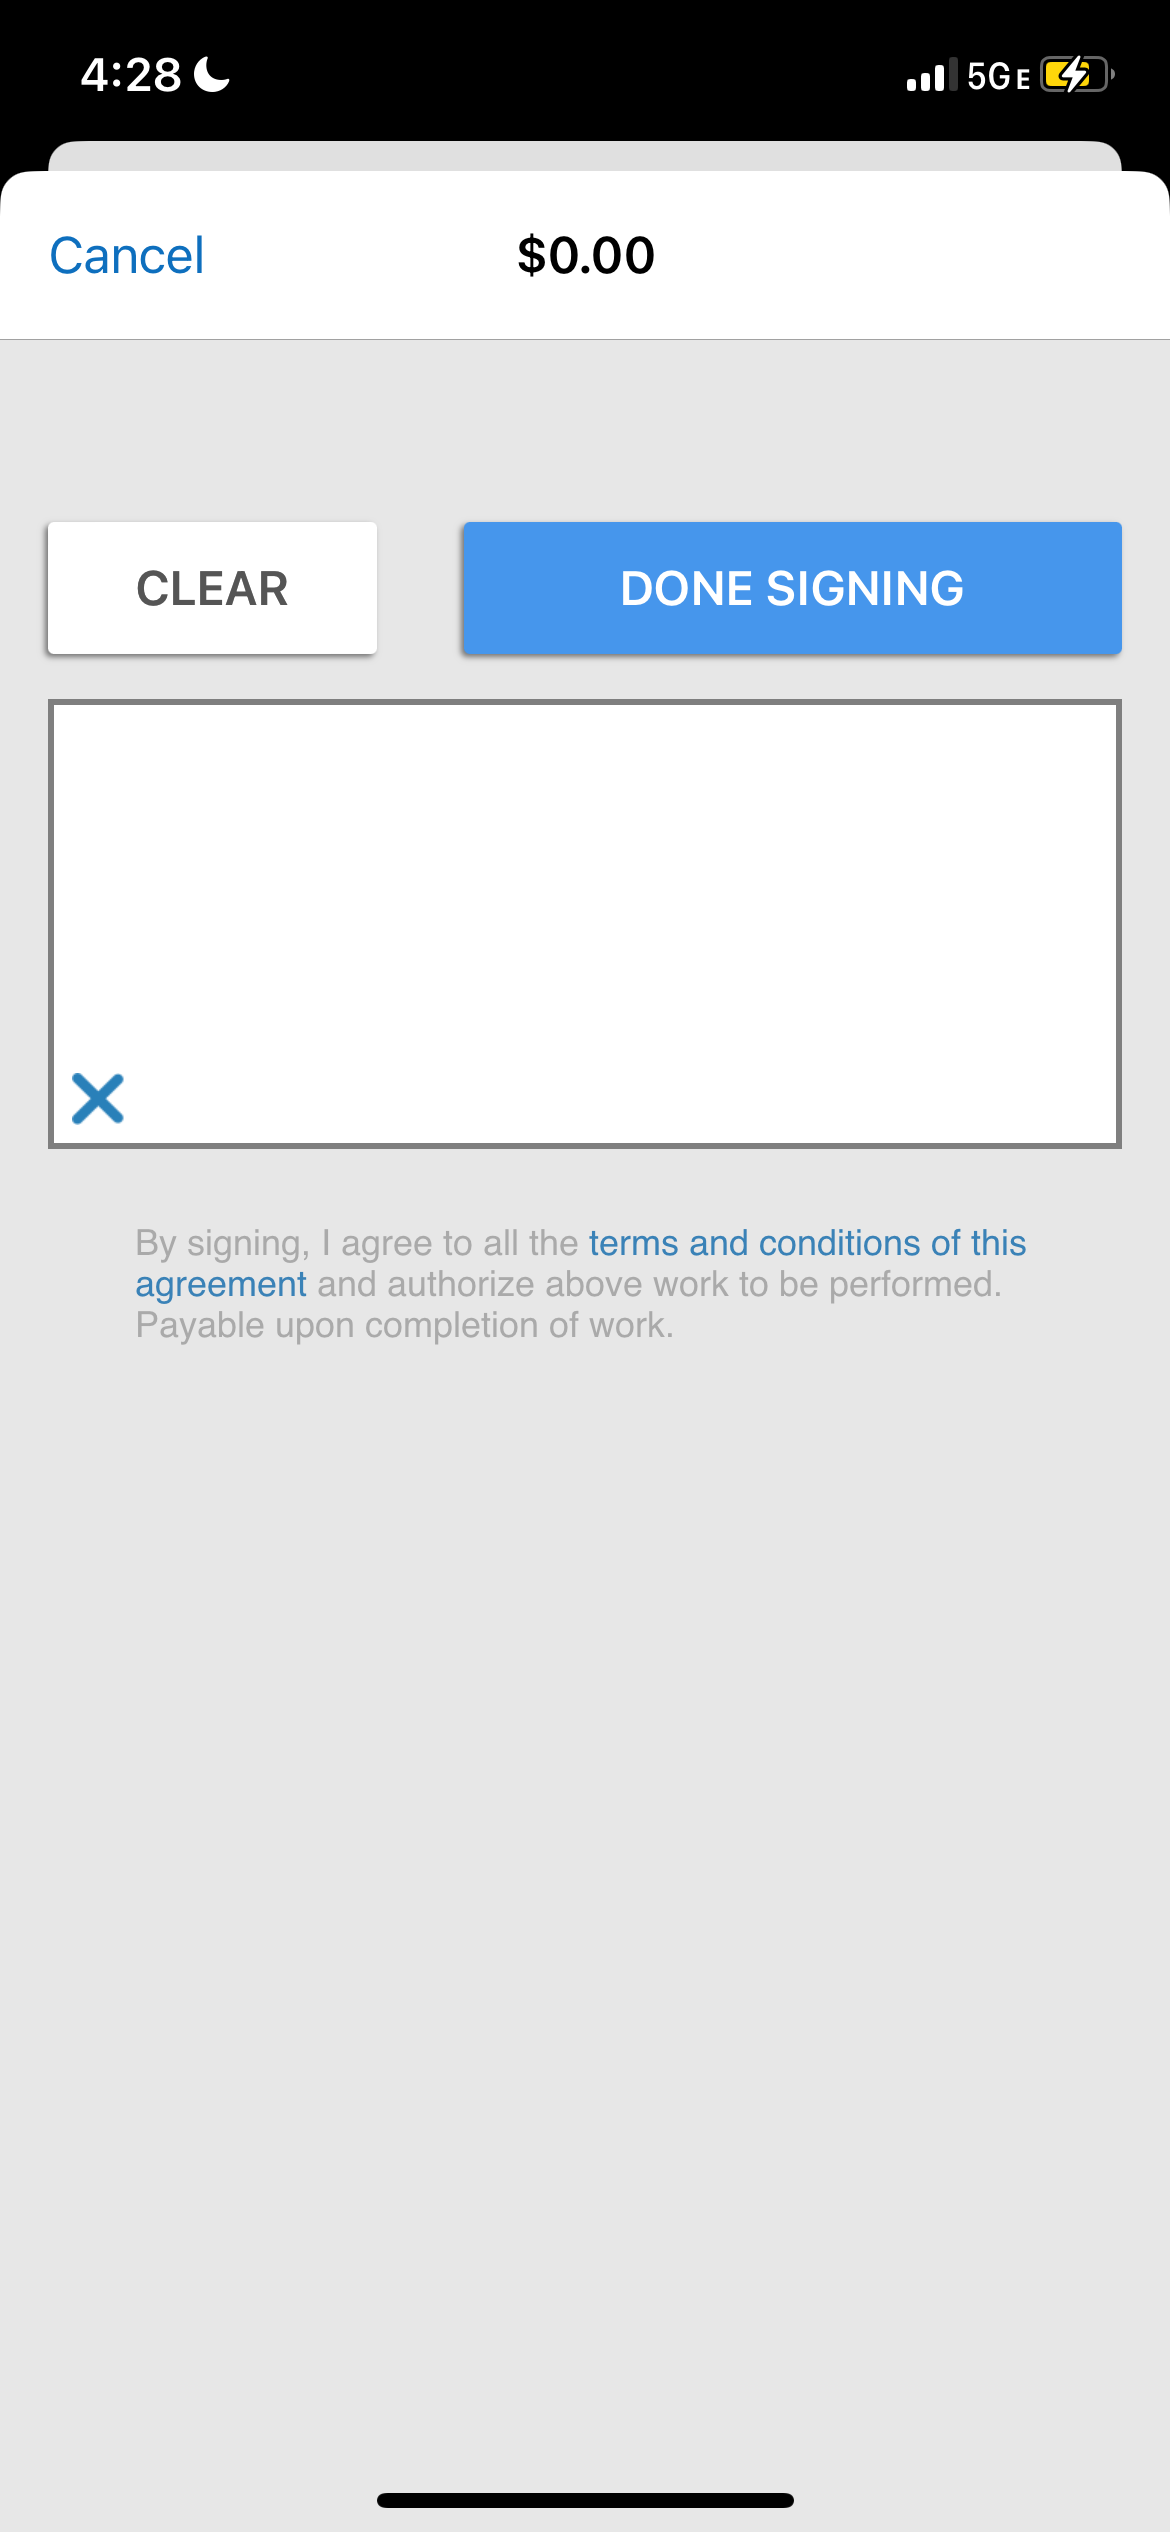 4:28
5GE
Cancel
$0.00
CLEAR
DONE SIGNING
By signing, I agree to all the terms and conditions of this
agreement and authorize above work to be performed.
Payable upon completion of work.